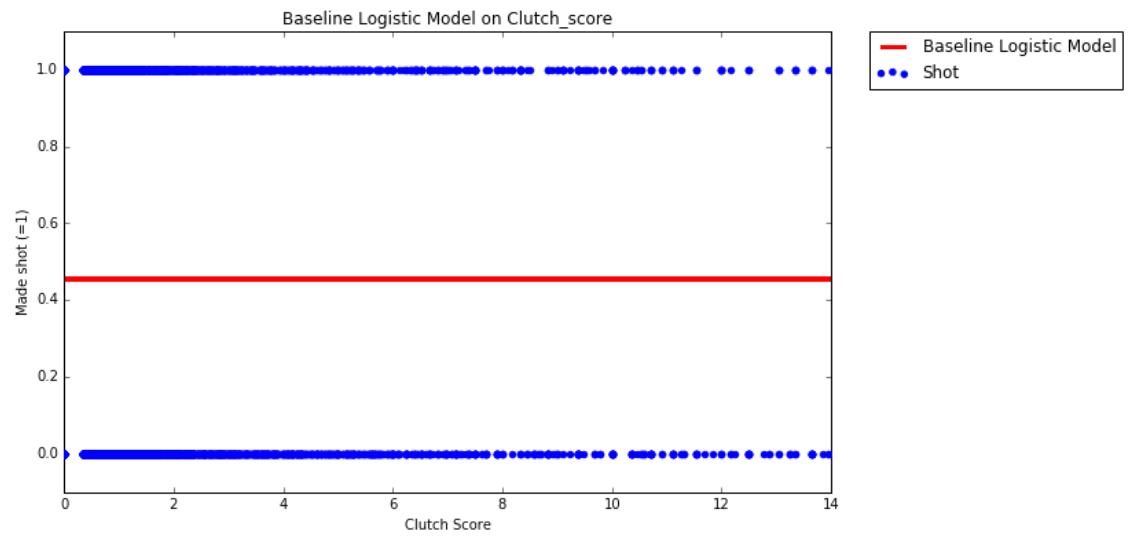 Baseline Logistic Model on Clutch_score
Baseline Logistic Model
Shot
1.0
0.8
0.6
0.4
0.2
0.0
Made shot (=1)
0 2 4 6 8 10 12 14
Clutch Score